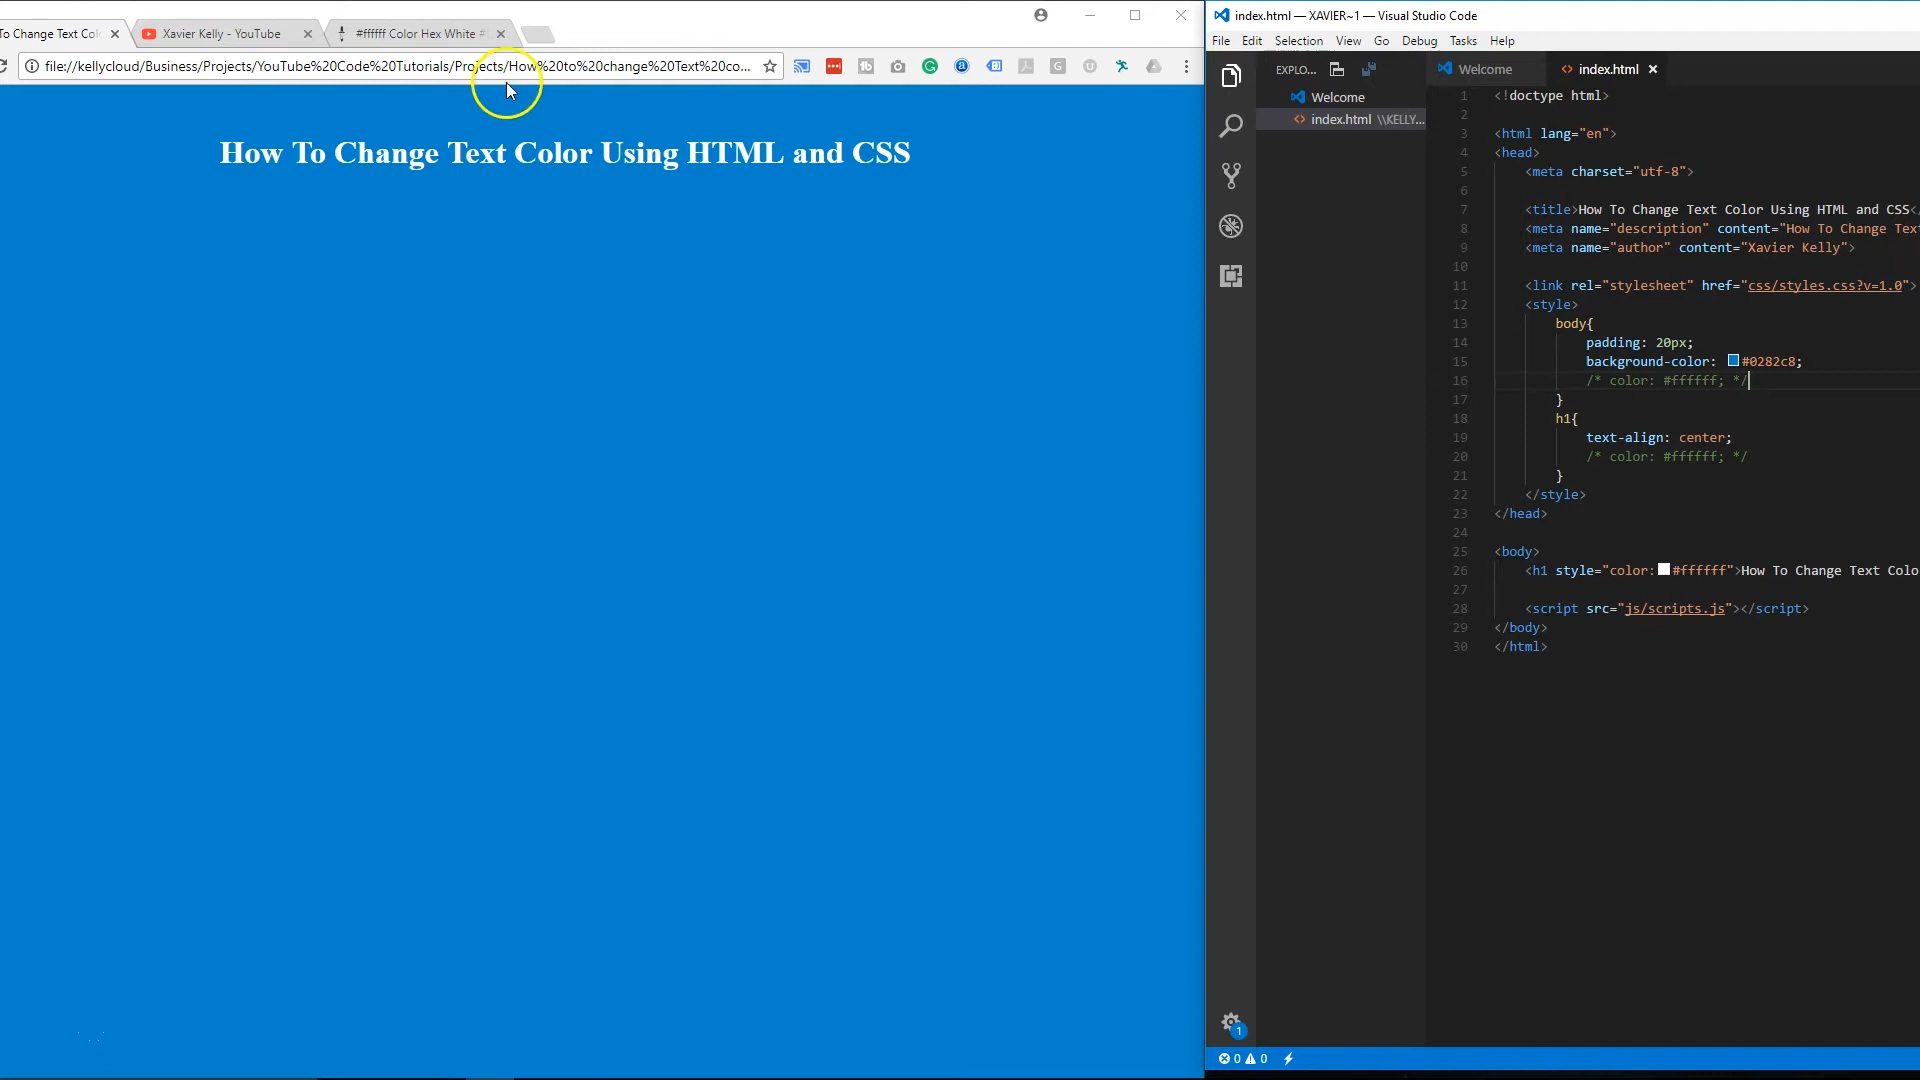 To Change Text Col
Xavier Kelly - YouTube
#ffffff Color Hex White #
file://kellycloud/Business/Projects/YouTube%20Code%20Tutorials/Projects/How%20to%20change%20Text%20co...
How To Change Text Color Using HTML and CSS
index.html — XAVIER~1 — Visual Studio Code
File Edit Selection View Go Debug Tasks Help
EXPLO...
Welcome
index.html \\KELLY...
Welcome
index.html
1 <!doctype html>
2
3 <html lang="en">
4 <head>
5 <meta charset="utf-8">
6
7 <title>How To Change Text Color Using HTML and CSS</
8 <meta name="description" content="How To Change Tex
9 <meta name="author" content="Xavier Kelly">
10
11 <link rel="stylesheet" href="css/styles.css?v=1.0">
12 <style>
13 body{
14 padding: 20px;
15 background-color: #0282c8;
16 /* color: #ffffff; */
17 }
18 h1{
19 text-align: center;
20 /* color: #ffffff; */
21 }
22 </style>
23 </head>
24
25 <body>
26 <h1 style="color:#ffffff">How To Change Text Colo
27
28 <script src="js/scripts.js"></script>
29 </body>
30 </html>
1
0 0